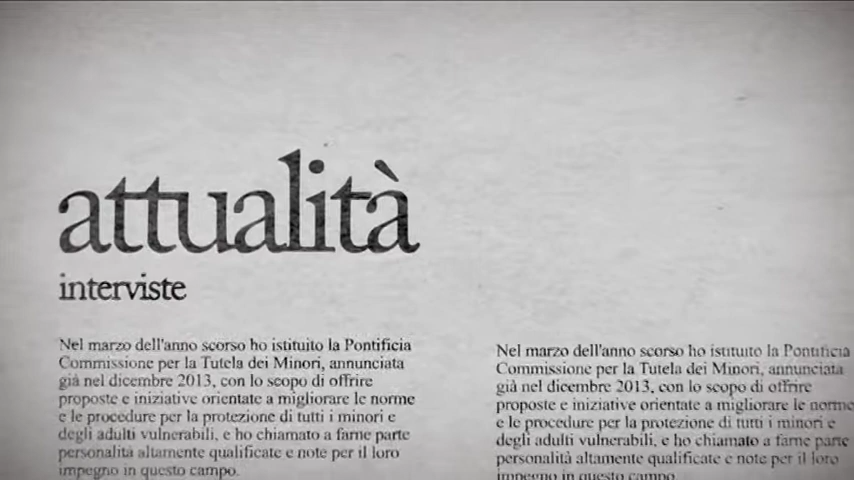 attualità
interviste
Nel marzo dell'anno scorso ho istituito la Pontificia
Commissione per la Tutela dei Minori, annunciata
già nel dicembre 2013, con lo scopo di offrire
proposte e iniziative orientate a migliorare le norme
e le procedure per la protezione di tutti i minori e
degli adulti vulnerabili, e ho chiamato a farne parte
personalità altamente qualificate e note per il loro
impegno in questo campo.
Nel marzo dell'anno scorso ho istituito la Pontificia
Commissione per la Tutela dei Minori, annunciata
già nel dicembre 2013, con lo scopo di offrire
proposte e iniziative orientate a migliorare le norme
e le procedure per la protezione di tutti i minori e
degli adulti vulnerabili, e ho chiamato a farne parte
personalità altamente qualificate e note per il loro
impegno in questo campo